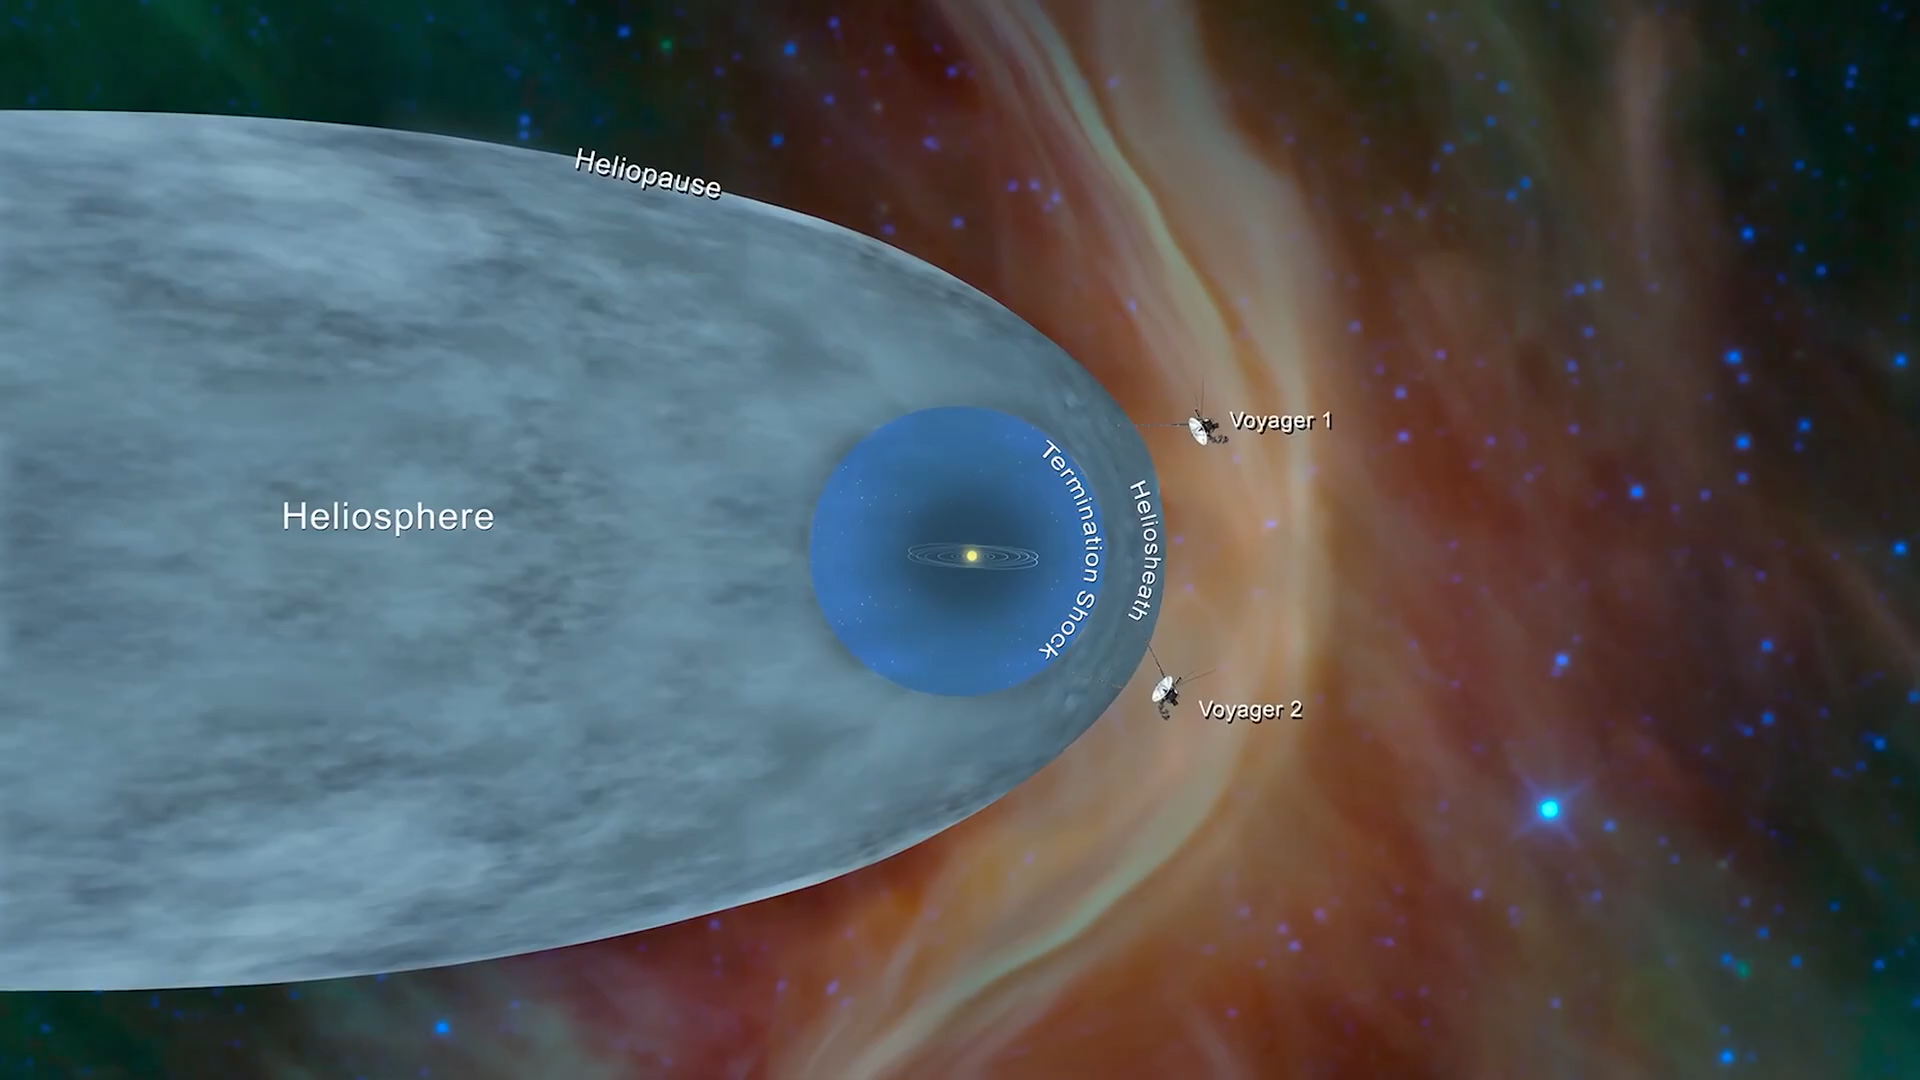 Heliopause
Voyager 1
Termination Shock
Heliosheath
Heliosphere
Voyager 2